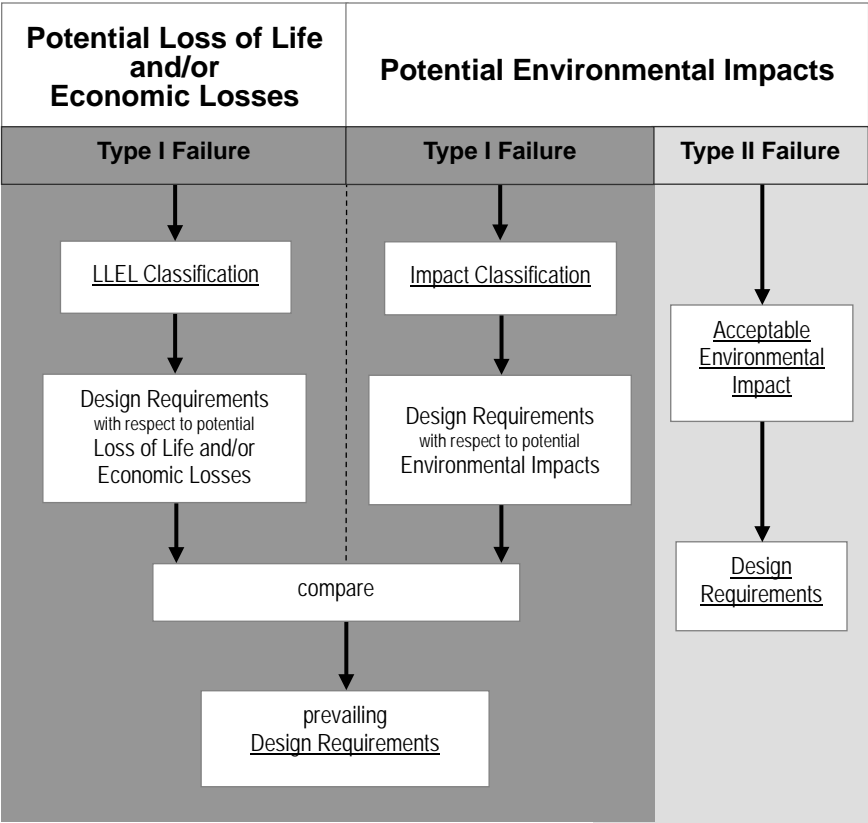 Potential Loss of Life
and/or
Economic Losses
Potential Environmental Impacts
Type I Failure
Type I Failure
Type II Failure
LLEL Classification
Impact Classification
Acceptable
Environmental
Impact
Design Requirements
with respect to potential
Loss of Life and/or
Economic Losses
Design Requirements
with respect to potential
Environmental Impacts
Design
Requirements
compare
prevailing
Design Requirements